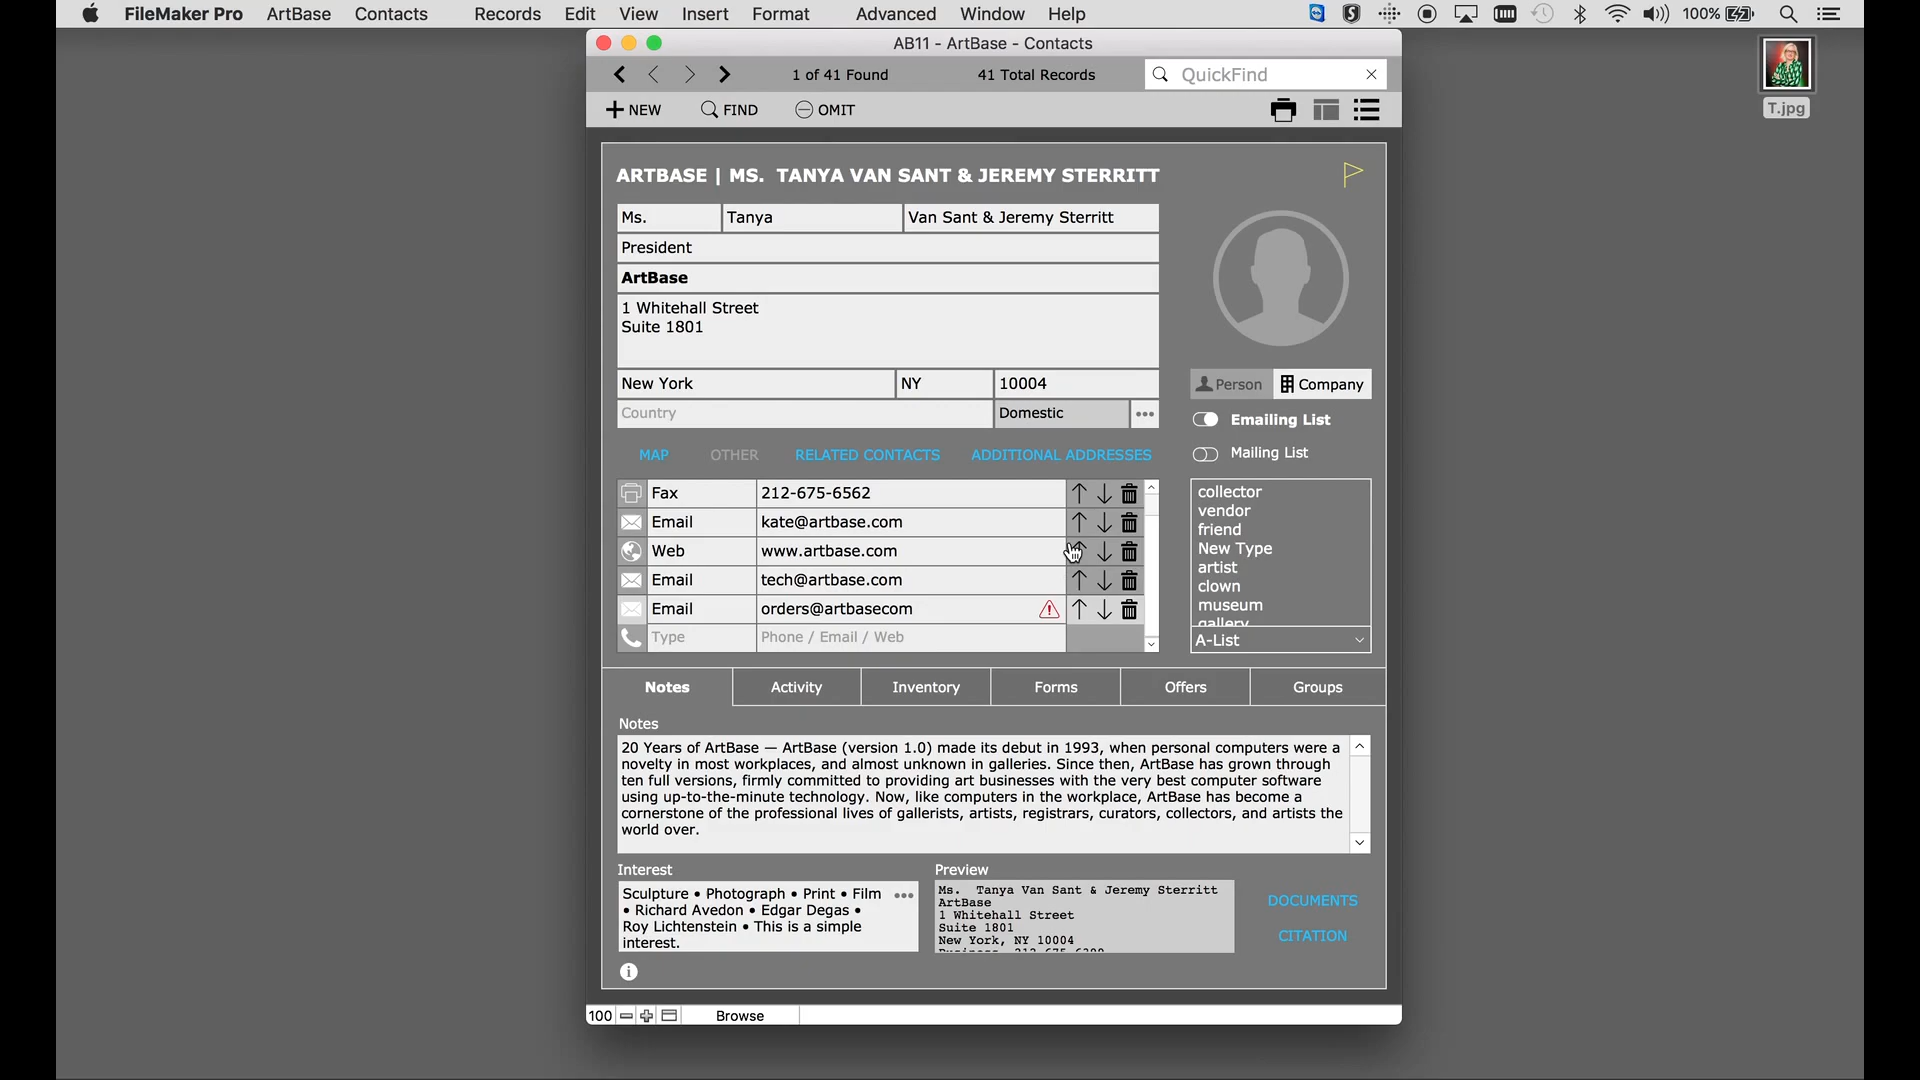 FileMaker Pro ArtBase Contacts Records Edit View Insert Format Advanced Window Help 100%
AB11 - ArtBase - Contacts
1 of 41 Found 41 Total Records QuickFind
NEW FIND OMIT
T.jpg
ARTBASE | MS. TANYA VAN SANT & JEREMY STERRITT
Ms. Tanya Van Sant & Jeremy Sterritt
President
ArtBase
1 Whitehall Street
Suite 1801
New York NY 10004
Person Company
Country Domestic
Emailing List
MAP OTHER RELATED CONTACTS ADDITIONAL ADDRESSES
Mailing List
Fax 212-675-6562
Email kate@artbase.com
Web www.artbase.com
Email tech@artbase.com
Email orders@artbasecom
Type Phone / Email / Web
collector
vendor
friend
New Type
artist
clown
museum
gallery
A-List
Notes Activity Inventory Forms Offers Groups
Notes
20 Years of ArtBase — ArtBase (version 1.0) made its debut in 1993, when personal computers were a
novelty in most workplaces, and almost unknown in galleries. Since then, ArtBase has grown through
ten full versions, firmly committed to providing art businesses with the very best computer software
using up-to-the-minute technology. Now, like computers in the workplace, ArtBase has become a
cornerstone of the professional lives of gallerists, artists, registrars, curators, collectors, and artists the
world over.
Interest
Sculpture • Photograph • Print • Film
• Richard Avedon • Edgar Degas •
Roy Lichtenstein • This is a simple
interest.
Preview
Ms. Tanya Van Sant & Jeremy Sterritt
ArtBase
1 Whitehall Street
Suite 1801
New York, NY 10004
DOCUMENTS
CITATION
100 Browse